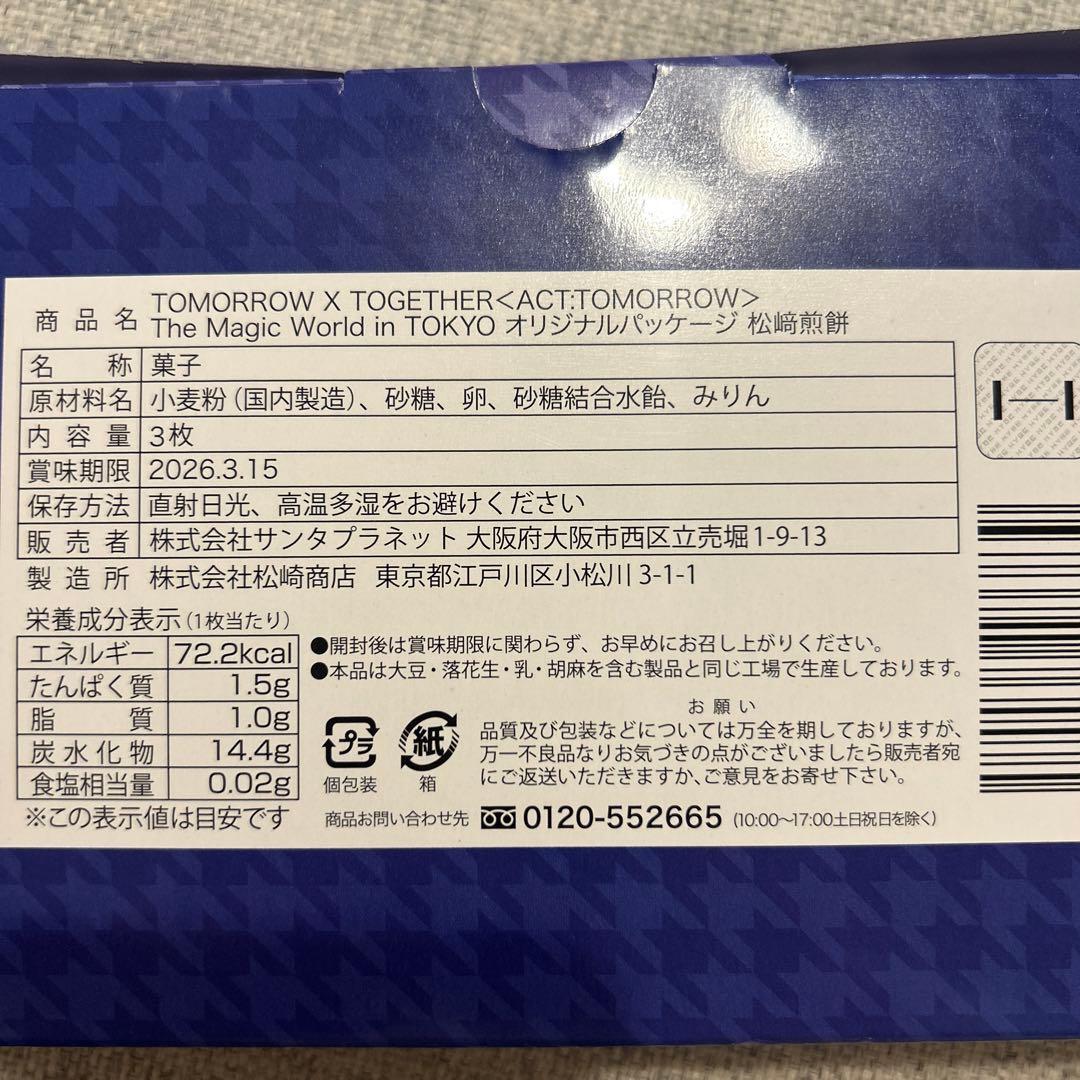 商品名 TOMORROW X TOGETHER<ACT:TOMORROW>
The Magic World in TOKYO オリジナルパッケージ 松﨑煎餅
名称 菓子
原材料名 小麦粉（国内製造）、砂糖、卵、砂糖結合水飴、みりん
内容量 3枚
賞味期限 2026.3.15
保存方法 直射日光、高温多湿をお避けください
販売者 株式会社サンタプラネット 大阪府大阪市西区立売堀1-9-13
製造所 株式会社松崎商店 東京都江戸川区小松川3-1-1
栄養成分表示（1枚当たり）
エネルギー 72.2kcal
たんぱく質 1.5g
脂質 1.0g
炭水化物 14.4g
食塩相当量 0.02g
※この表示値は目安です
●開封後は賞味期限に関わらず、お早めにお召し上がりください。
●本品は大豆・落花生・乳・胡麻を含む製品と同じ工場で生産しております。
プラ
個包装
紙
箱
お願い
品質及び包装などについては万全を期しておりますが、
万一不良品なりお気づきの点がございましたら販売者宛
にご返送いただきますか、ご意見をお寄せ下さい。
商品お問い合わせ先 0120-552665 (10:00〜17:00土日祝日を除く)